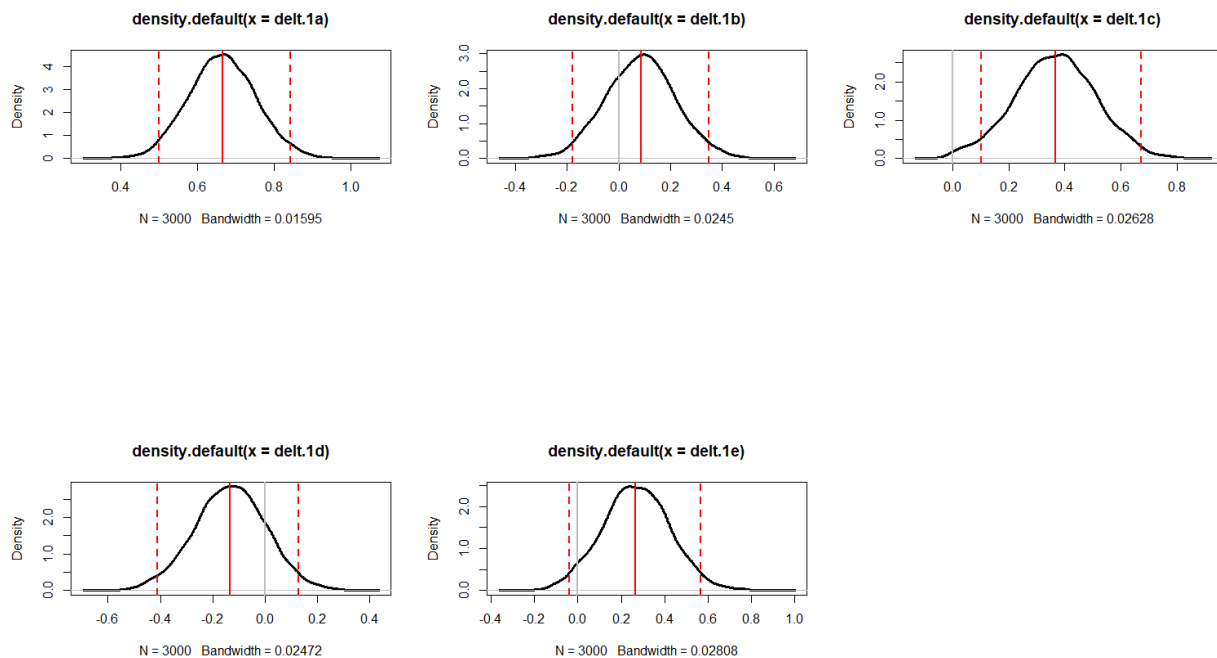 density.default(x = delt.1a)
Density
0 1 2 3 4
0.4 0.6 0.8 1.0
N = 3000 Bandwidth = 0.01595
density.default(x = delt.1b)
Density
0.0 1.0 2.0 3.0
-0.4 -0.2 0.0 0.2 0.4 0.6
N = 3000 Bandwidth = 0.0245
density.default(x = delt.1c)
Density
0.0 1.0 2.0
0.0 0.2 0.4 0.6 0.8
N = 3000 Bandwidth = 0.02628
density.default(x = delt.1d)
Density
0.0 1.0 2.0
-0.6 -0.4 -0.2 0.0 0.2 0.4
N = 3000 Bandwidth = 0.02472
density.default(x = delt.1e)
Density
0.0 1.0 2.0
-0.4 -0.2 0.0 0.2 0.4 0.6 0.8 1.0
N = 3000 Bandwidth = 0.02808